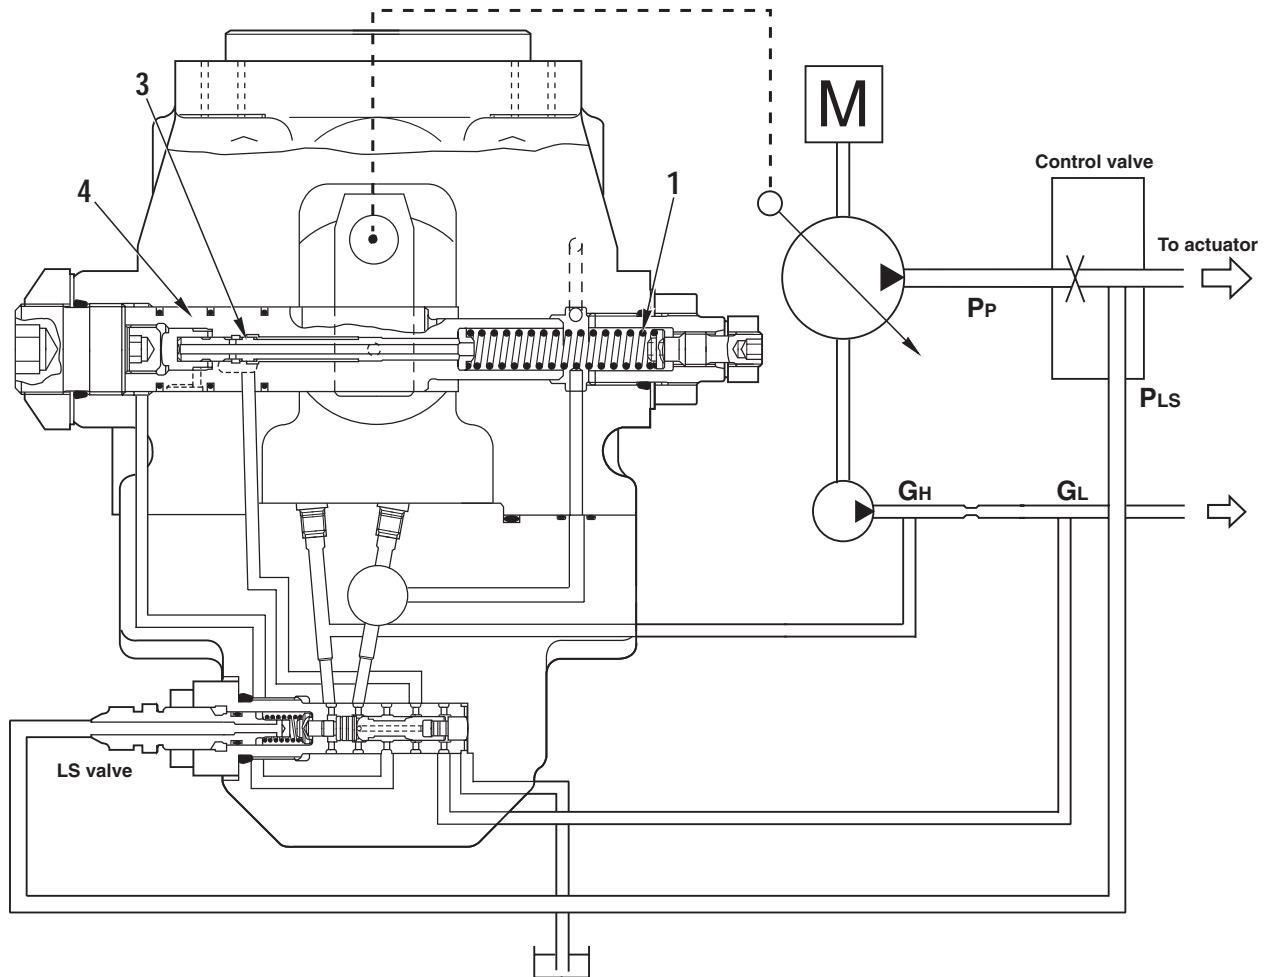 3
M
Control valve
4
1
To actuator
PP
PLS
GH
GL
LS valve